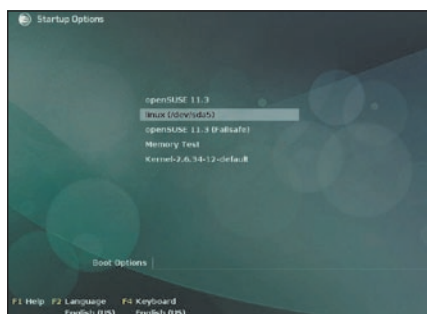 Startup Options
openSUSE 11.3
linux (/dev/sda5)
openSUSE 11.3 (Failsafe)
Memory Test
Kernel-2.6.34-12-default
Boot Options
F1 Help F2 Language F4 Keyboard
English (US) English (US)